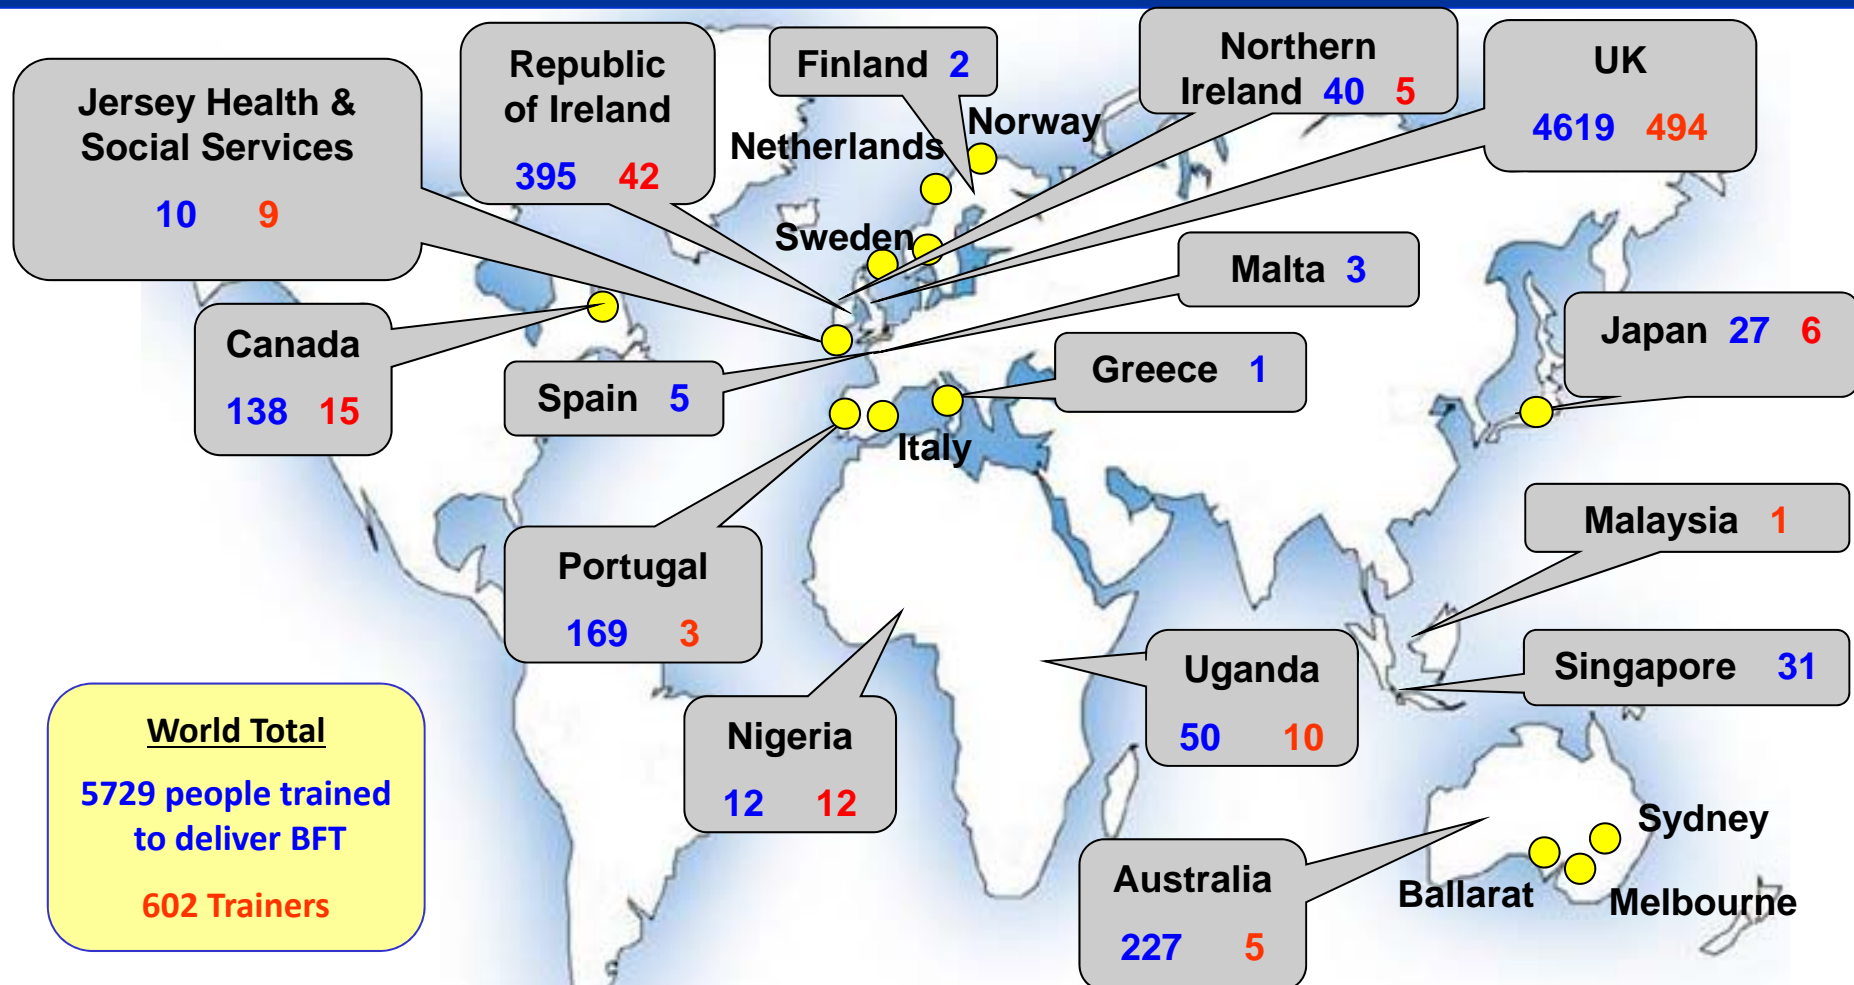 Jersey Health &
Social Services
10 9
Republic
of Ireland
395 42
Finland 2
Northern
Ireland 40 5
UK
4619 494
Norway
Netherlands
Sweden
Malta 3
Canada
138 15
Spain 5
Greece 1
Japan 27 6
Italy
Portugal
169 3
Malaysia 1
Singapore 31
Uganda
50 10
Nigeria
12 12
World Total
5729 people trained
to deliver BFT
602 Trainers
Australia
227 5
Sydney
Ballarat
Melbourne